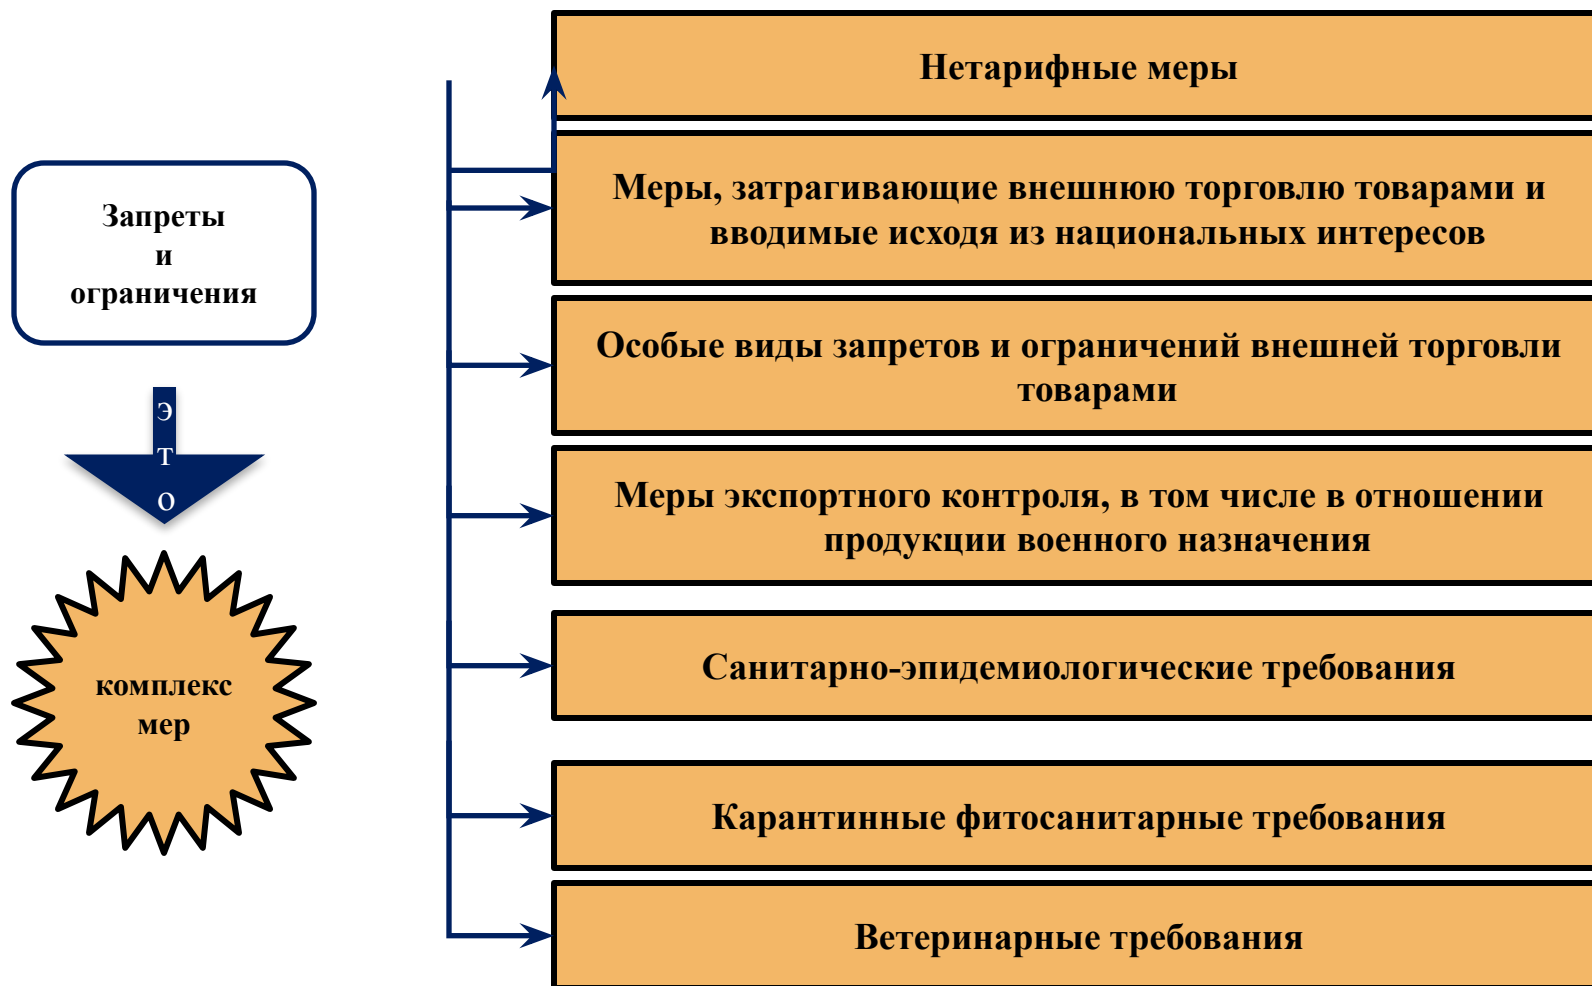 Запреты
и
ограничения
э
т
о
комплекс
мер
Нетарифные меры
Меры, затрагивающие внешнюю торговлю товарами и
вводимые исходя из национальных интересов
Особые виды запретов и ограничений внешней торговли
товарами
Меры экспортного контроля, в том числе в отношении
продукции военного назначения
Санитарно-эпидемиологические требования
Карантинные фитосанитарные требования
Ветеринарные требования